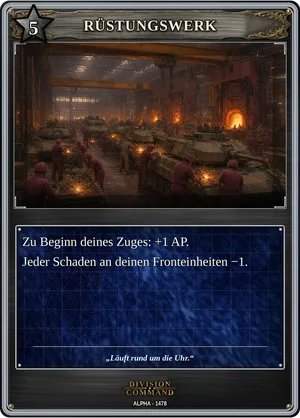 5
RÜSTUNGSWERK
Zu Beginn deines Zuges: +1 AP.
Jeder Schaden an deinen Fronteinheiten −1.
„Läuft rund um die Uhr.“
DIVISION
COMMAND
ALPHA - 1478